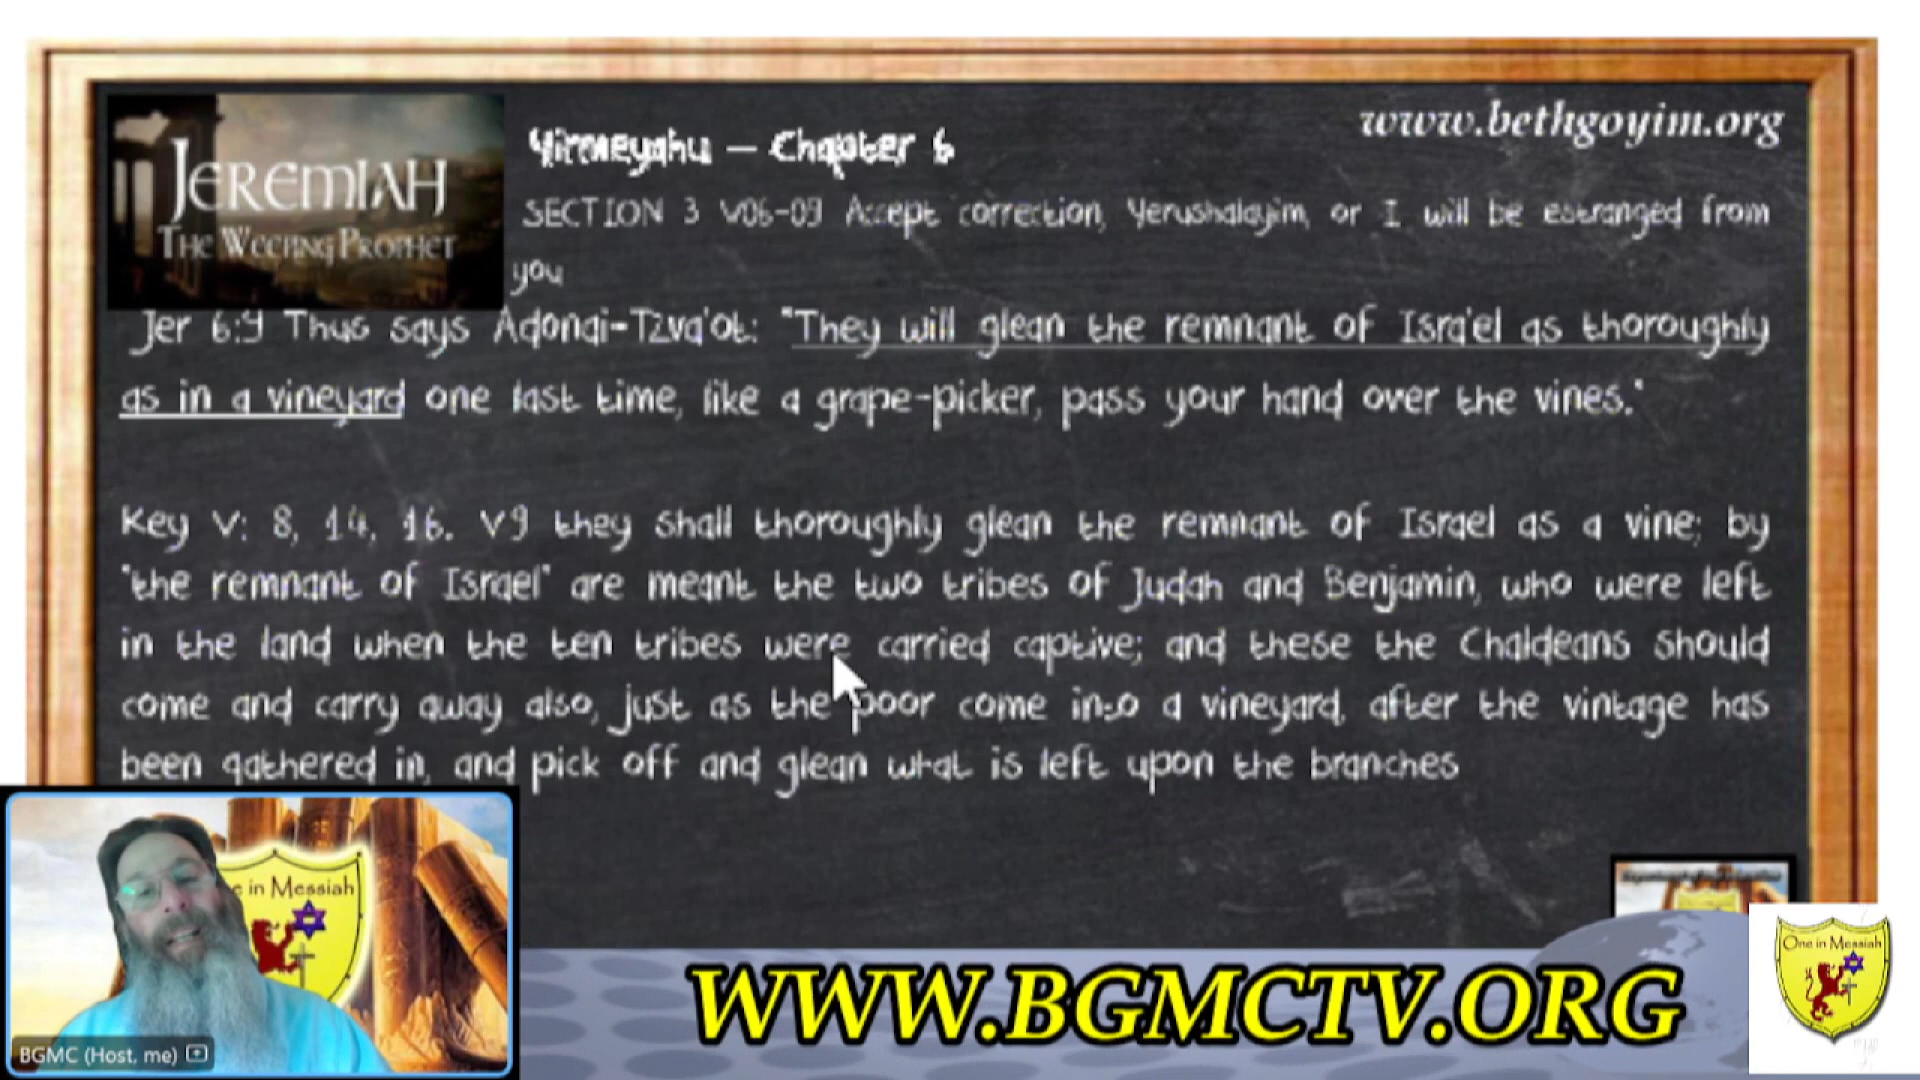 www.bethgoyim.org
JEREMIAH
THE WEEPING PROPHET
Yirmeyahu – Chapter 6
SECTION 3 V06-09 Accept correction, Yerushalayim, or I will be estranged from
you
Jer 6:9 Thus says Adonai-Tzva'ot: "They will glean the remnant of Isra'el as thoroughly
as in a vineyard one last time, like a grape-picker, pass your hand over the vines."
Key V: 8, 14, 16. V9 they shall thoroughly glean the remnant of Israel as a vine; by
"the remnant of Israel" are meant the two tribes of Judah and Benjamin, who were left
in the land when the ten tribes were carried captive; and these the Chaldeans should
come and carry away also, just as the poor come into a vineyard, after the vintage has
been gathered in, and pick off and glean what is left upon the branches
e in Messiah
BGMC (Host, me)
WWW.BGMCTV.ORG
One in Messiah